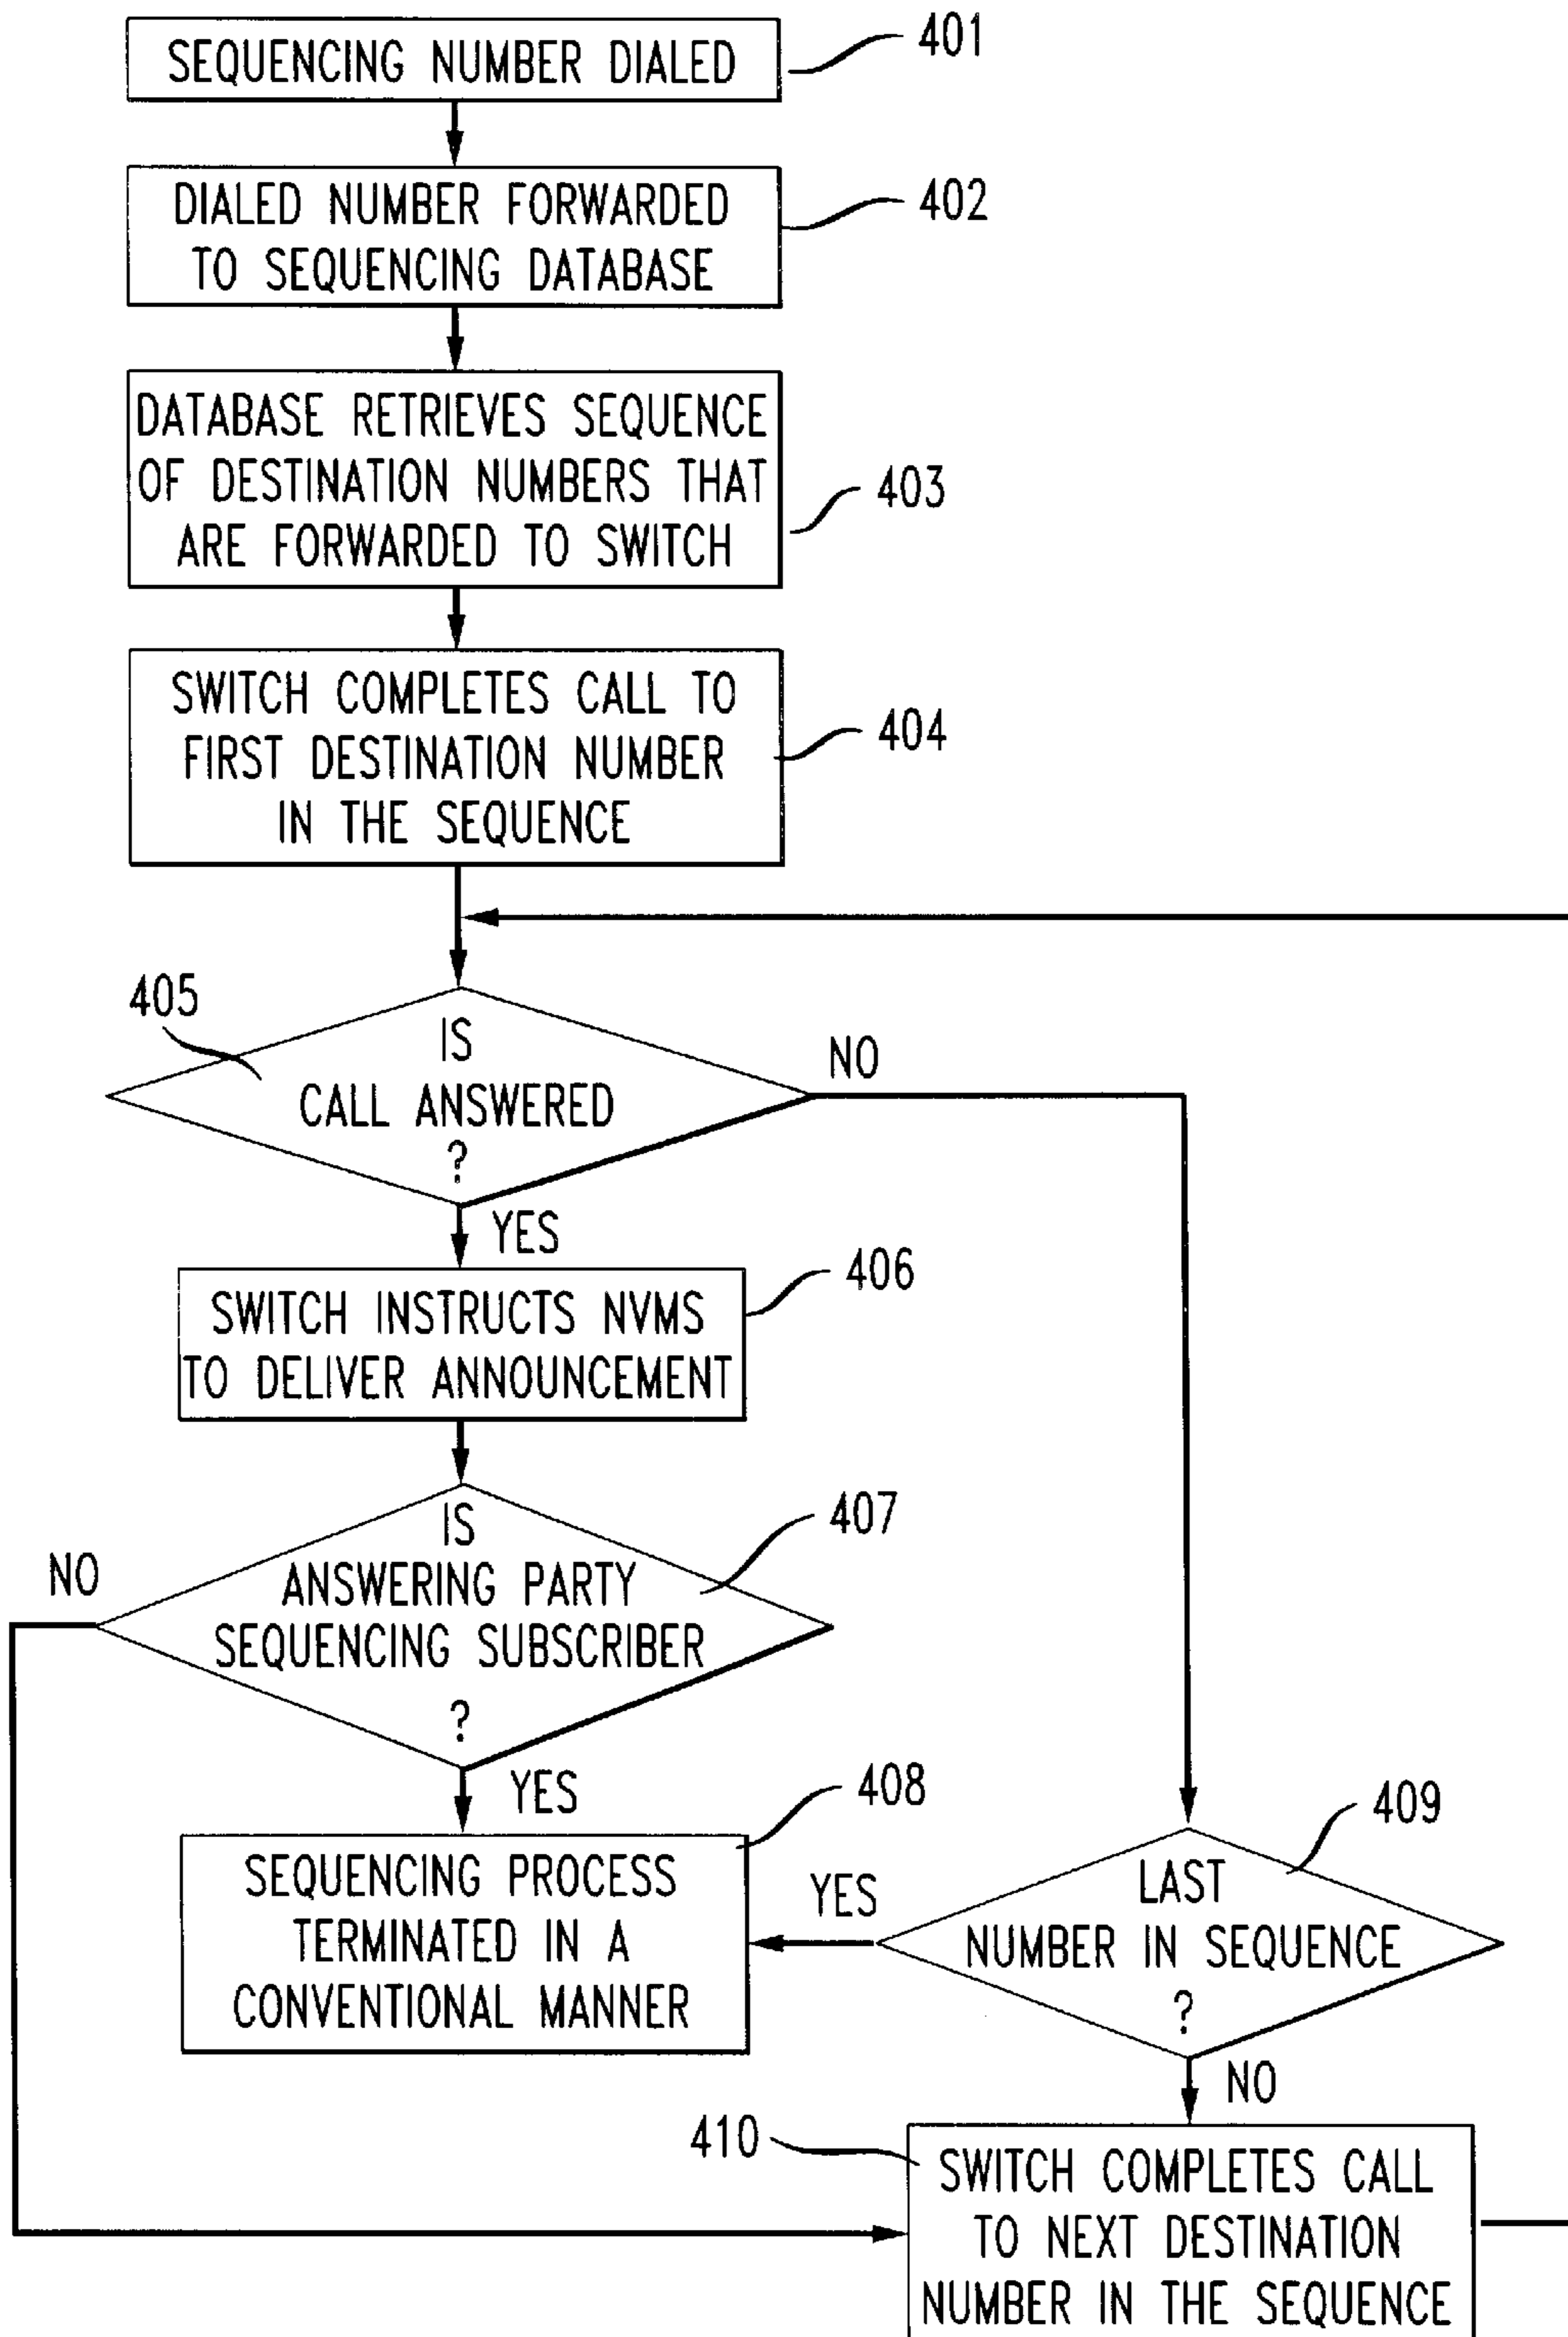 SEQUENCING NUMBER DIALED
401
DIALED NUMBER FORWARDED
TO SEQUENCING DATABASE
402
DATABASE RETRIEVES SEQUENCE
OF DESTINATION NUMBERS THAT
ARE FORWARDED TO SWITCH
403
SWITCH COMPLETES CALL TO
FIRST DESTINATION NUMBER
IN THE SEQUENCE
404
405
IS
CALL ANSWERED
?
NO
YES
SWITCH INSTRUCTS NVMS
TO DELIVER ANNOUNCEMENT
406
IS
ANSWERING PARTY
SEQUENCING SUBSCRIBER
?
407
NO
YES
SEQUENCING PROCESS
TERMINATED IN A
CONVENTIONAL MANNER
408
YES
LAST
NUMBER IN SEQUENCE
?
409
NO
410
SWITCH COMPLETES CALL
TO NEXT DESTINATION
NUMBER IN THE SEQUENCE